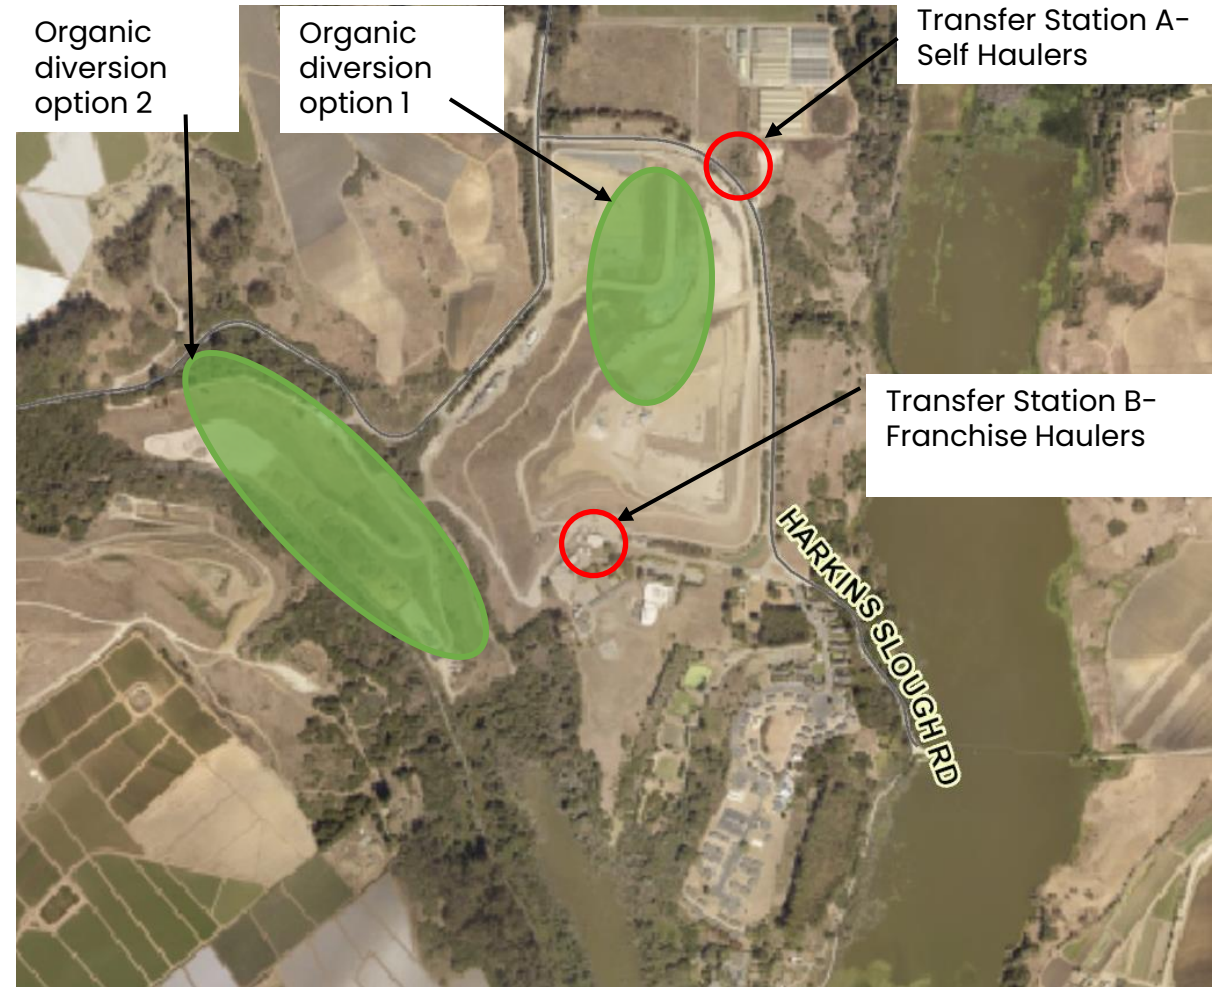 Organic
diversion
option 2
Organic
diversion
option 1
Transfer Station A-
Self Haulers
Transfer Station B-
Franchise Haulers
HARKINS SLOUGH RD